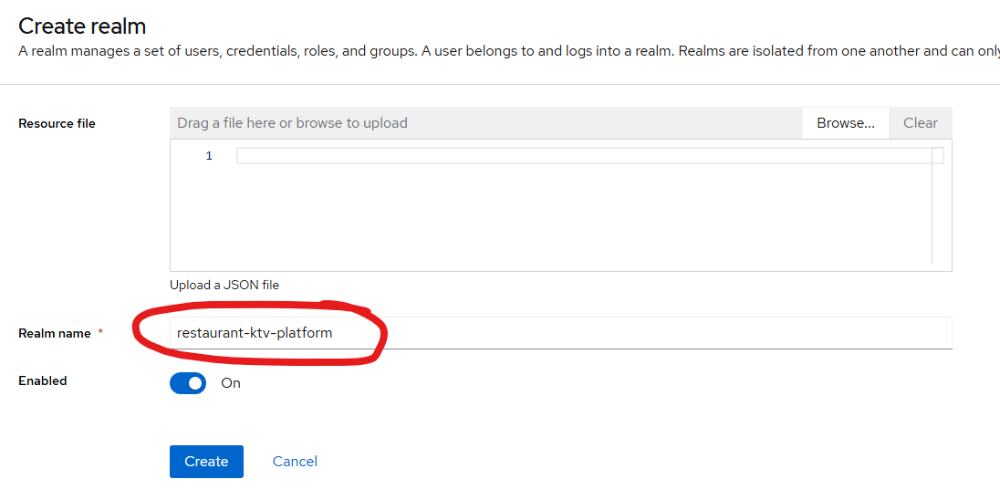 Create realm
A realm manages a set of users, credentials, roles, and groups. A user belongs to and logs into a realm. Realms are isolated from one another and can only
Resource file
Drag a file here or browse to upload
Browse...
Clear
1
Upload a JSON file
Realm name *
restaurant-ktv-platform
Enabled
On
Create
Cancel